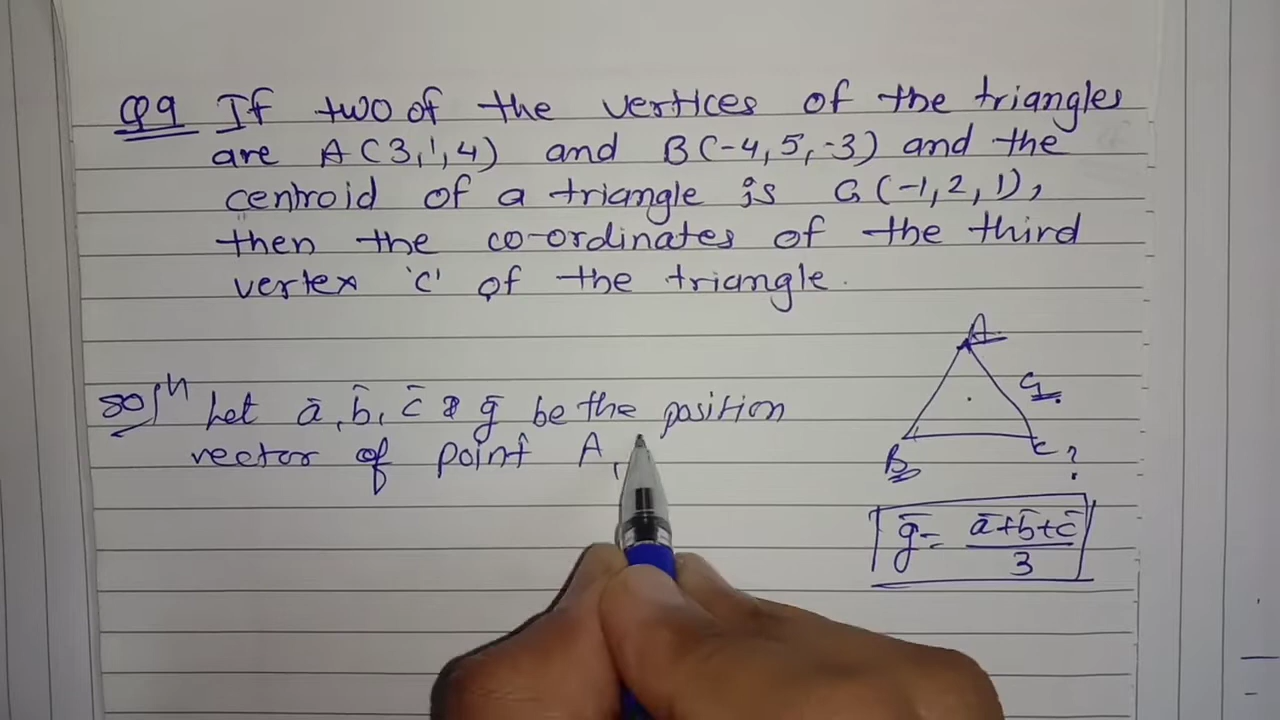 Q9 If two of the vertices of the triangles
are A(3,1,4) and B(-4,5,-3) and the
centroid of a triangle is G(-1,2,1),
then the co-ordinates of the third
vertex 'c' of the triangle.
A
G
B
C ?
Solⁿ Let a̅, b̅, c̅ & g̅ be the position
vector of point A,
g̅ = a̅+b̅+c̅
3